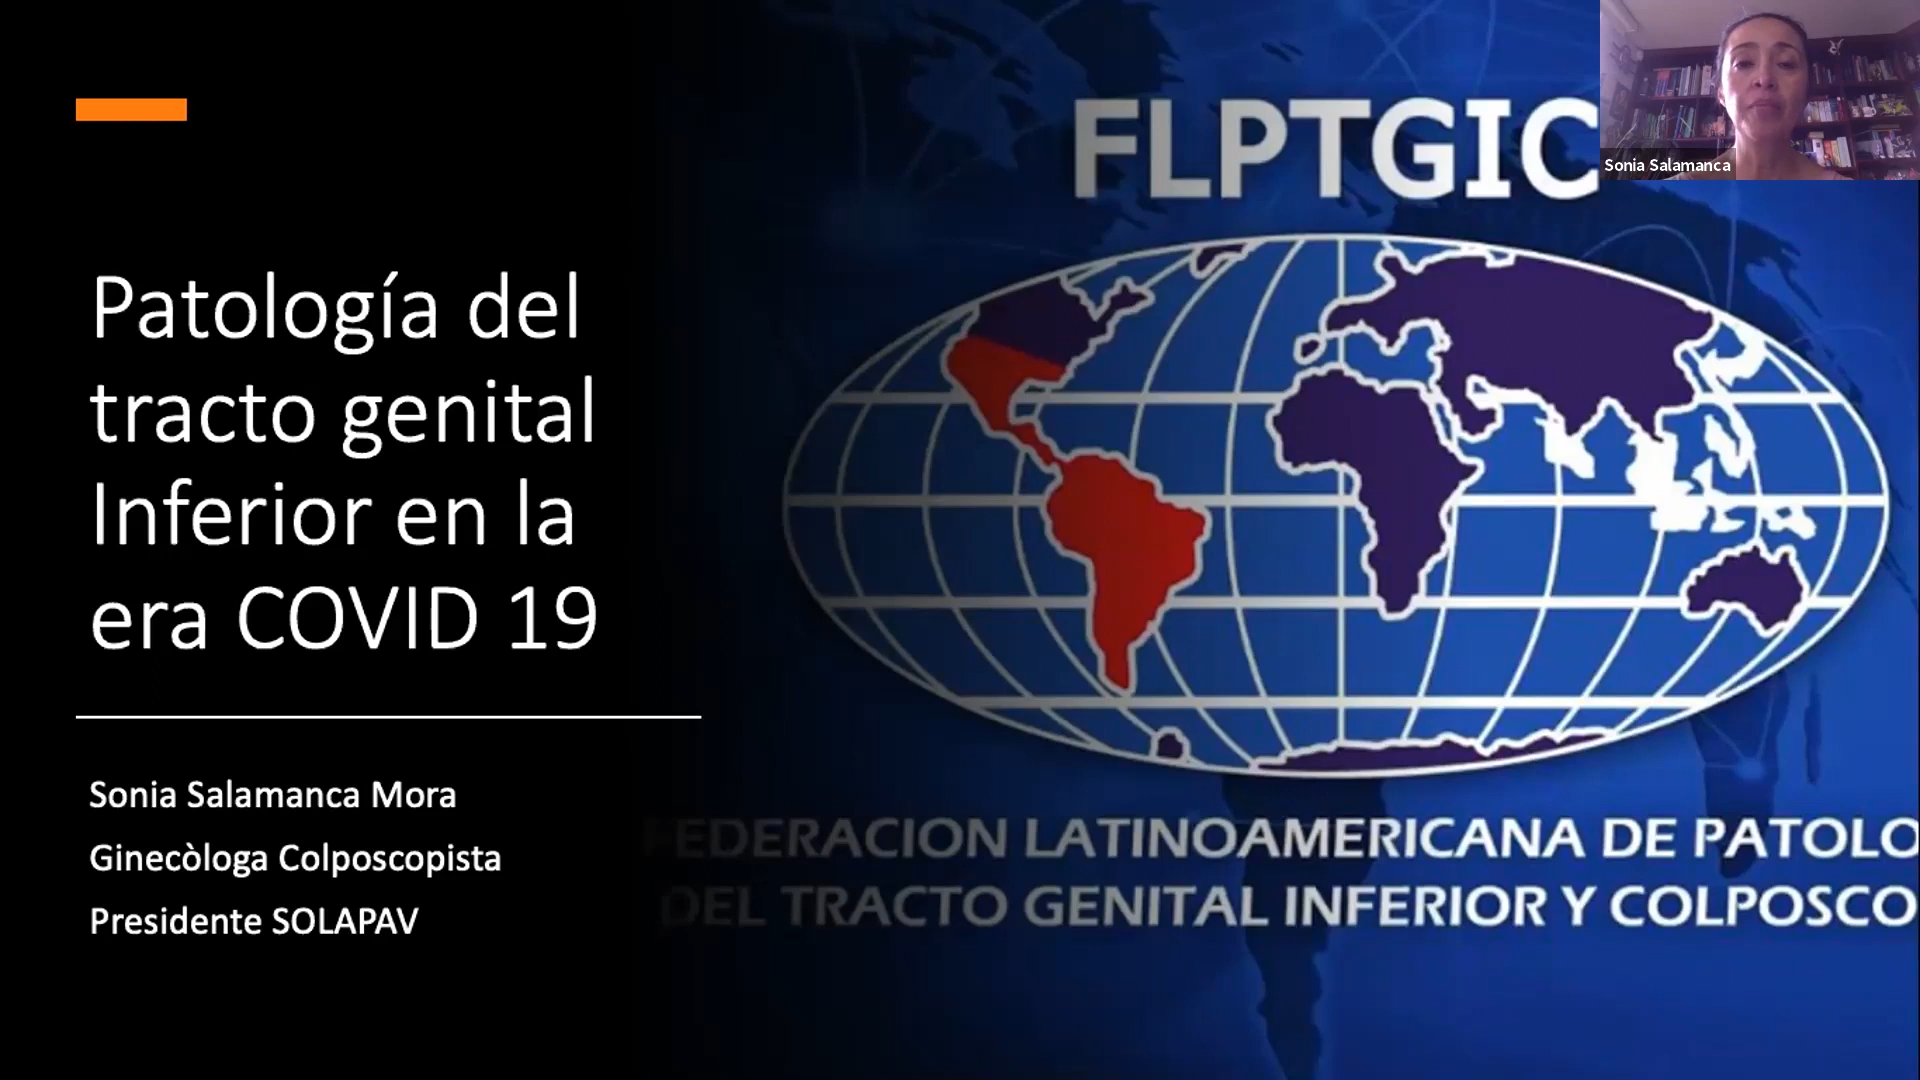 Patología del
tracto genital
Inferior en la
era COVID 19
Sonia Salamanca Mora
Ginecòloga Colposcopista
Presidente SOLAPAV
FLPTGIC
Sonia Salamanca
FEDERACION LATINOAMERICANA DE PATOLO
DEL TRACTO GENITAL INFERIOR Y COLPOSCO